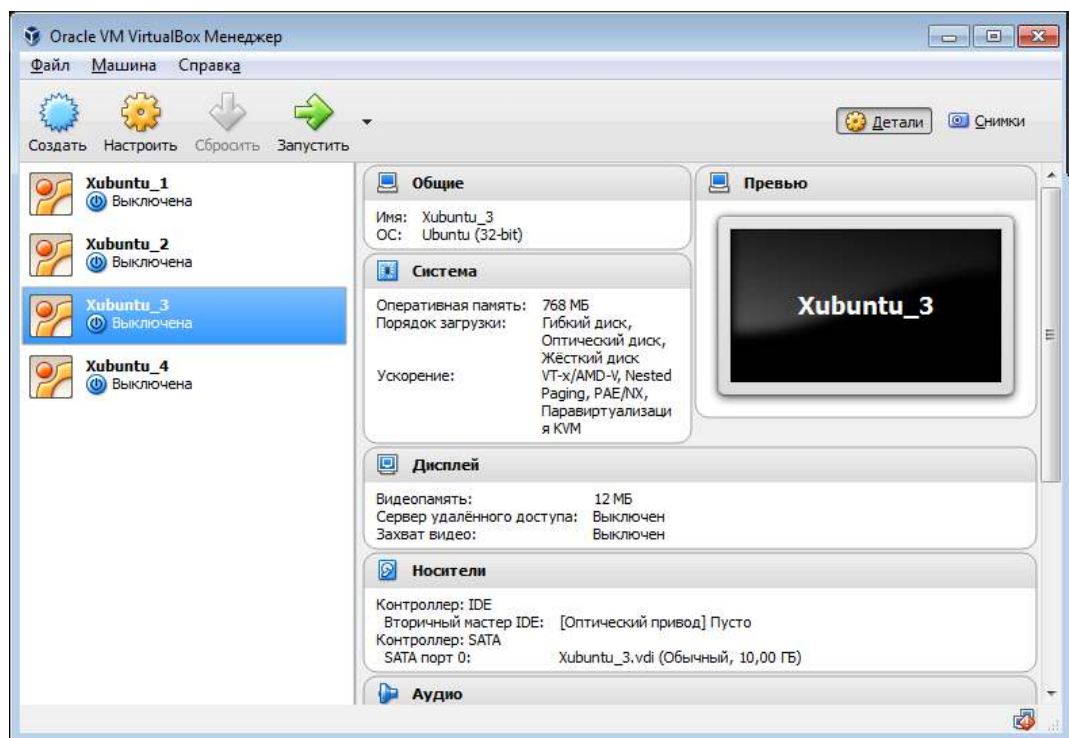 Oracle VM VirtualBox Менеджер
Файл Машина Справка
Создать Настроить Сбросить Запустить
Детали Снимки
Xubuntu_1
Выключена
Xubuntu_2
Выключена
Xubuntu_3
Выключена
Xubuntu_4
Выключена
Общие
Имя: Xubuntu_3
ОС: Ubuntu (32-bit)
Превью
Xubuntu_3
Система
Оперативная память: 768 МБ
Порядок загрузки: Гибкий диск,
Оптический диск,
Жёсткий диск
Ускорение: VT-x/AMD-V, Nested
Paging, PAE/NX,
Паравиртуализаци
я KVM
Дисплей
Видеопамять: 12 МБ
Сервер удалённого доступа: Выключен
Захват видео: Выключен
Носители
Контроллер: IDE
Вторичный мастер IDE: [Оптический привод] Пусто
Контроллер: SATA
SATA порт 0: Xubuntu_3.vdi (Обычный, 10,00 ГБ)
Аудио